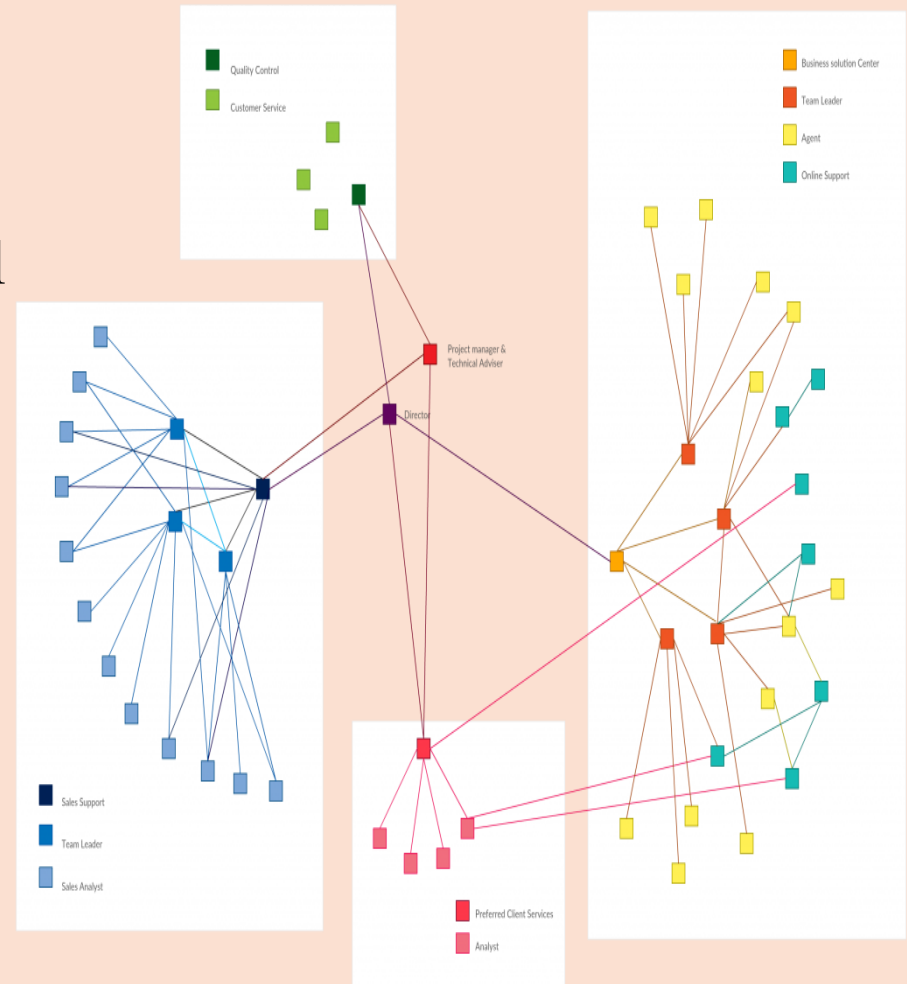 Quality Control
Customer Service
Business solution Center
Team Leader
Agent
Online Support
Project manager &
Technical Adviser
Director
Sales Support
Team Leader
Sales Analyst
Preferred Client Services
Analyst